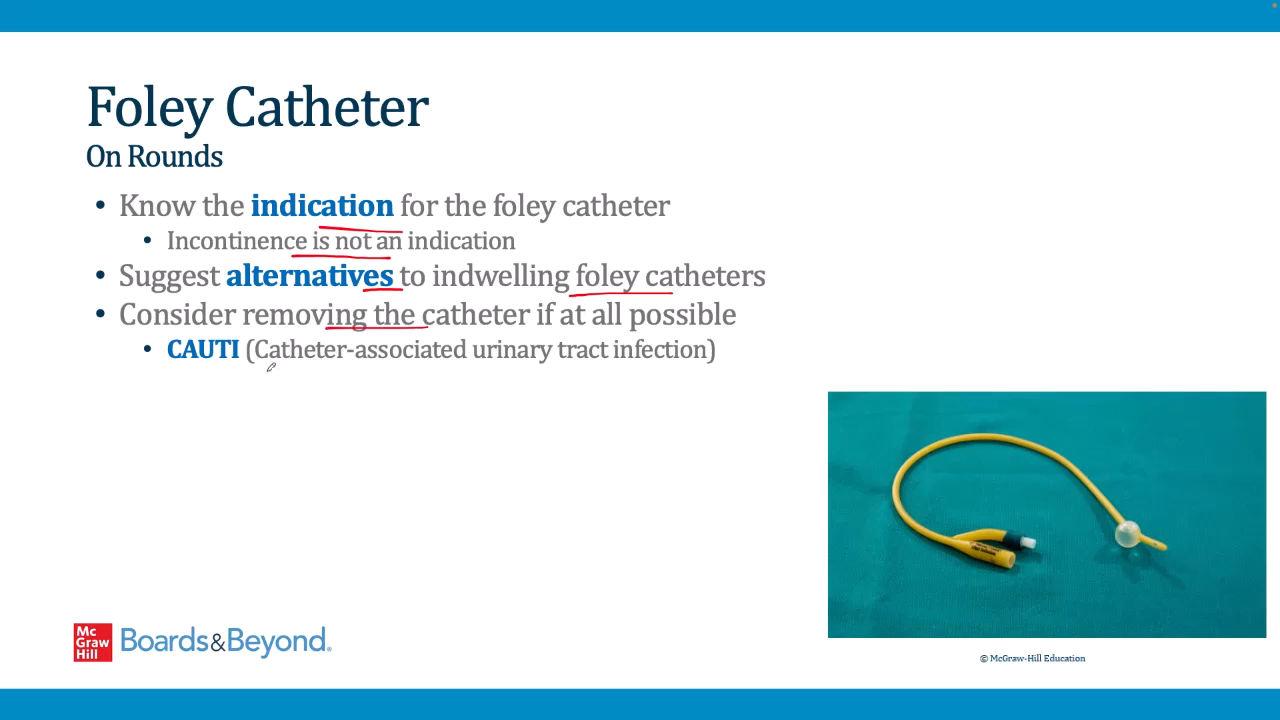 Foley Catheter
On Rounds
• Know the indication for the foley catheter
• Incontinence is not an indication
• Suggest alternatives to indwelling foley catheters
• Consider removing the catheter if at all possible
• CAUTI (Catheter-associated urinary tract infection)
Mc
Graw
Hill
Boards&Beyond®
© McGraw-Hill Education